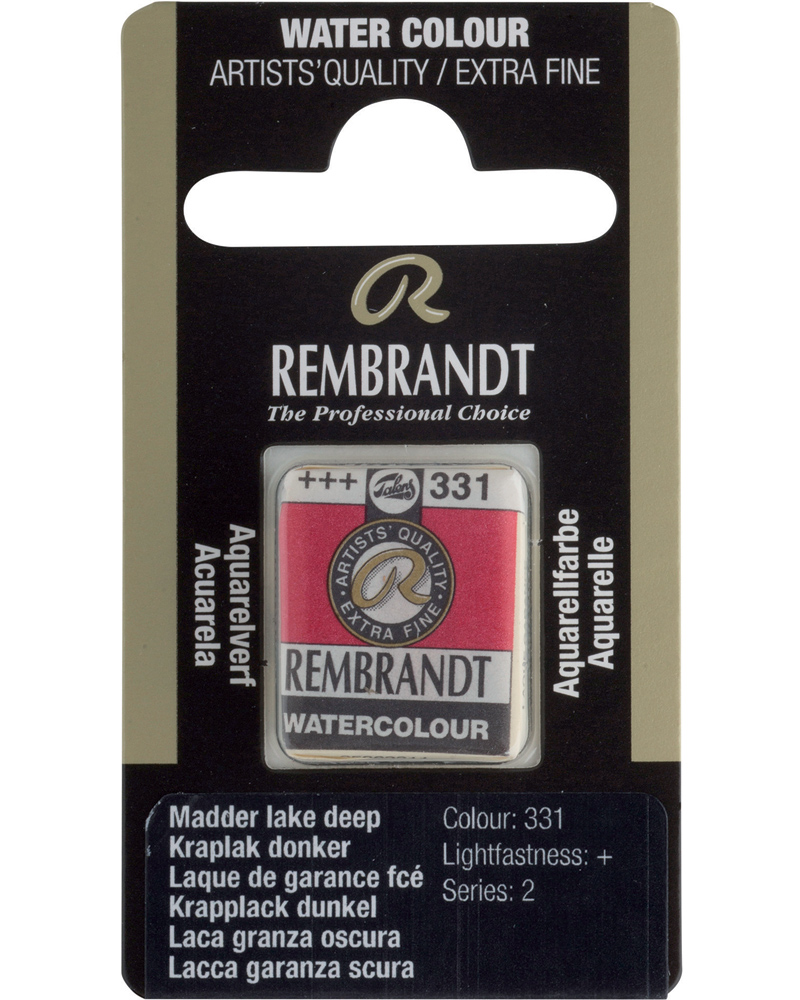 WATER COLOUR
ARTISTS' QUALITY / EXTRA FINE
R
REMBRANDT
The Professional Choice
+++ Talens 331
ARTISTS' QUALITY
R
EXTRA FINE
REMBRANDT
WATERCOLOUR
Aquarelverf
Acuarela
Aquarellfarbe
Aquarelle
Madder lake deep
Kraplak donker
Laque de garance fcé
Krapplack dunkel
Laca granza oscura
Lacca garanza scura
Colour: 331
Lightfastness: +
Series: 2